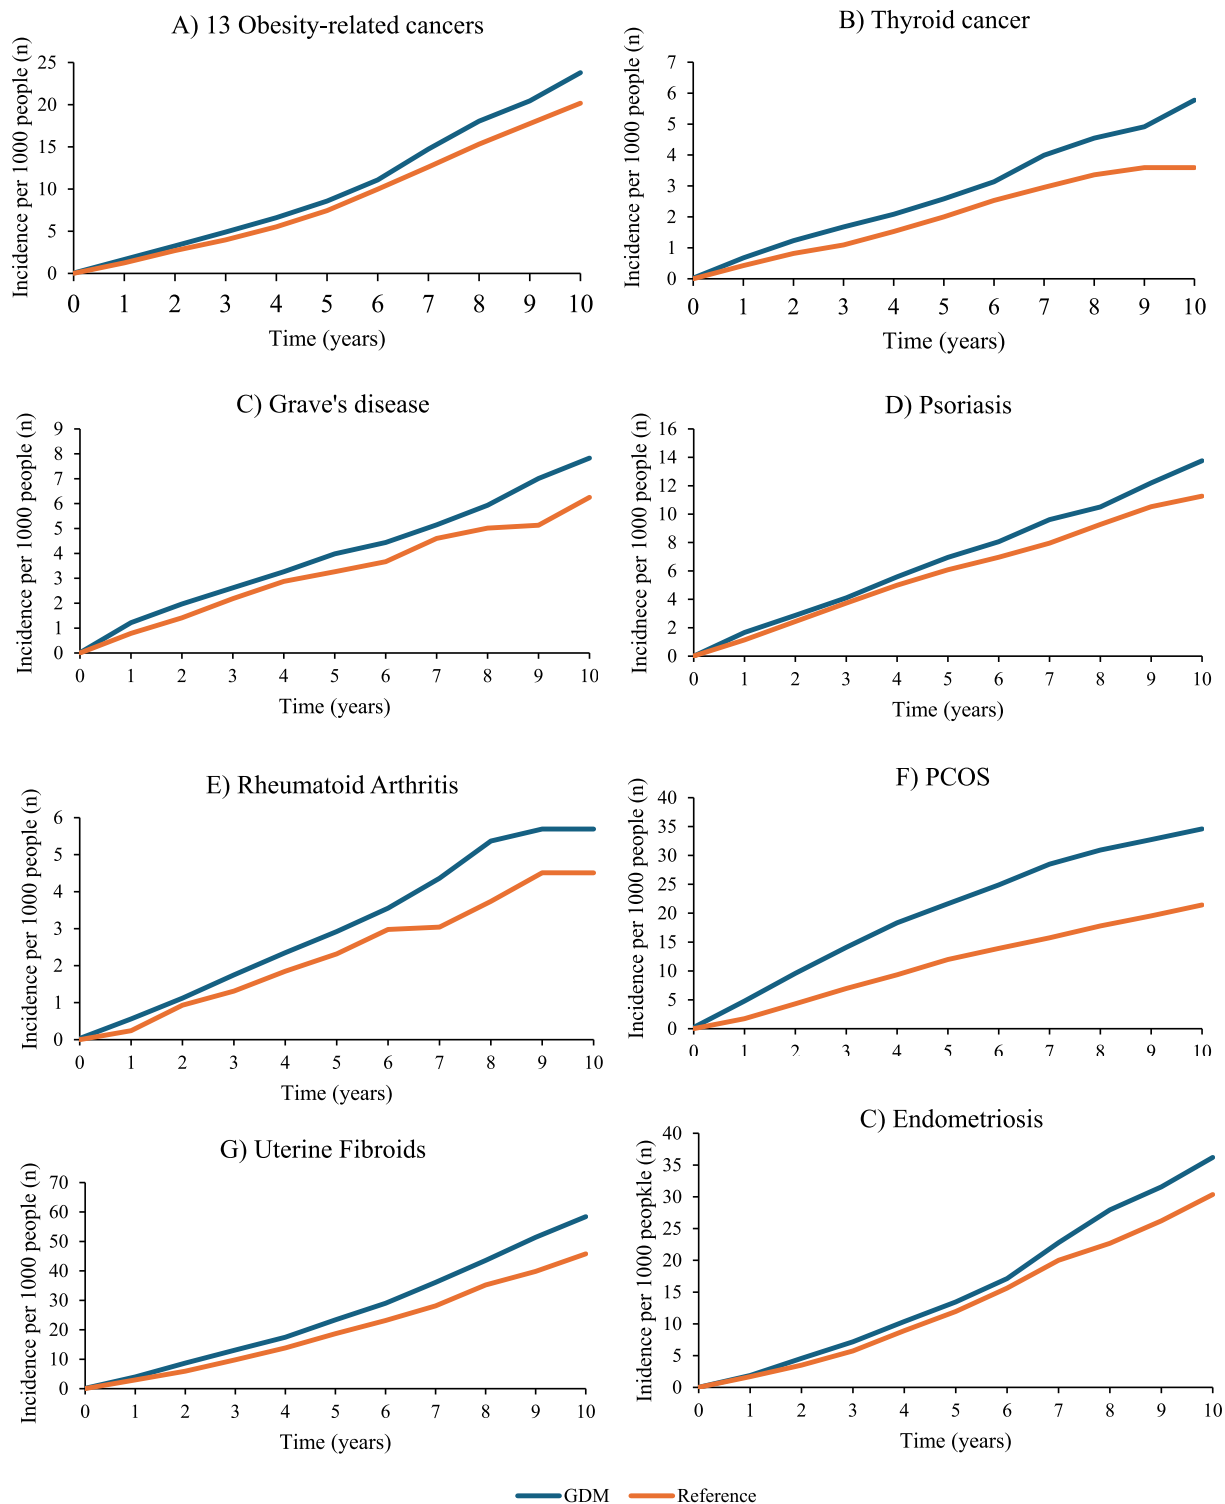 A) 13 Obesity-related cancers
Incidence per 1000 people (n)
25
20
15
10
5
0
0 1 2 3 4 5 6 7 8 9 10
Time (years)
B) Thyroid cancer
Incidence per 1000 people (n)
7
6
5
4
3
2
1
0
0 1 2 3 4 5 6 7 8 9 10
Time (years)
C) Grave's disease
Incidence per 1000 people (n)
9
8
7
6
5
4
3
2
1
0
0 1 2 3 4 5 6 7 8 9 10
Time (years)
D) Psoriasis
Incidnece per 1000 people (n)
16
14
12
10
8
6
4
2
0
0 1 2 3 4 5 6 7 8 9 10
Time (years)
E) Rheumatoid Arthritis
Incidence per 1000 people (n)
6
5
4
3
2
1
0
0 1 2 3 4 5 6 7 8 9 10
Time (years)
F) PCOS
Incidence per 1000 people (n)
40
35
30
25
20
15
10
5
0
0 1 2 3 4 5 6 7 8 9 10
G) Uterine Fibroids
Incidence per 1000 people (n)
70
60
50
40
30
20
10
0
0 1 2 3 4 5 6 7 8 9 10
Time (years)
C) Endometriosis
Inidence per 1000 peopkle (n)
40
35
30
25
20
15
10
5
0
0 1 2 3 4 5 6 7 8 9 10
Time (years)
GDM Reference